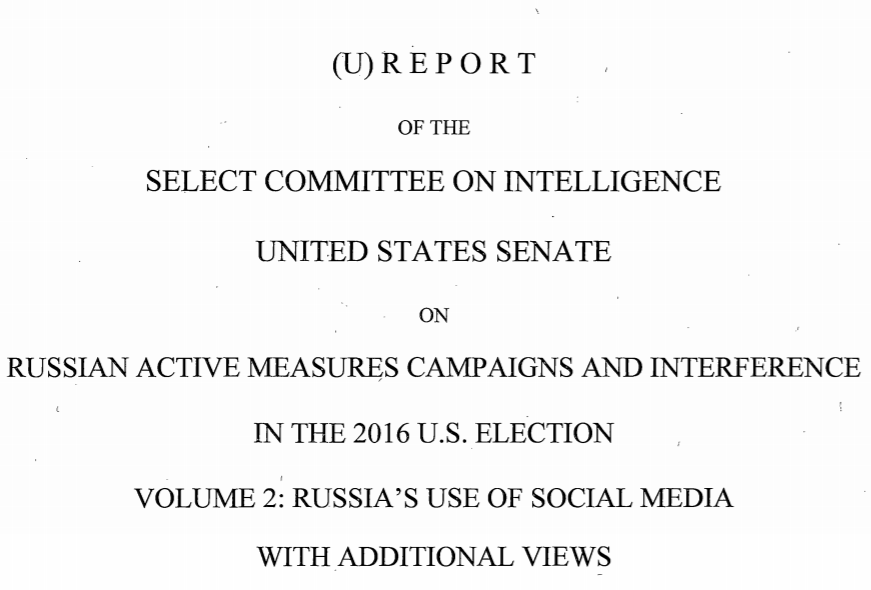 (U) R E P O R T
OF THE
SELECT COMMITTEE ON INTELLIGENCE
UNITED STATES SENATE
ON
RUSSIAN ACTIVE MEASURES CAMPAIGNS AND INTERFERENCE
IN THE 2016 U.S. ELECTION
VOLUME 2: RUSSIA'S USE OF SOCIAL MEDIA
WITH ADDITIONAL VIEWS